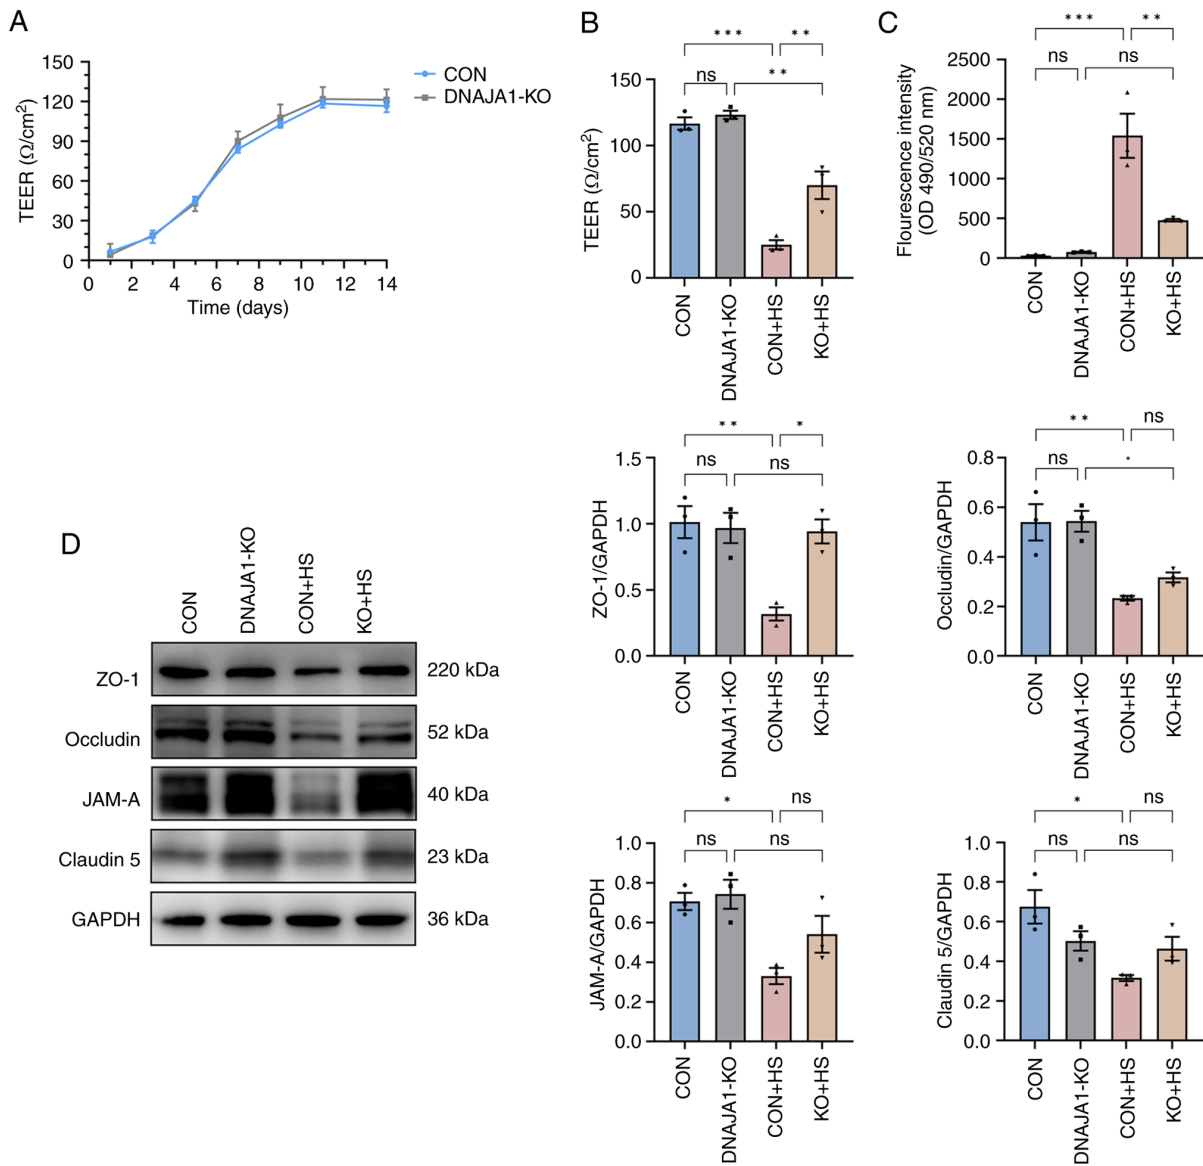 A
150
120
90
60
30
0
TEER (Ω/cm²)
0 2 4 6 8 10 12 14
Time (days)
CON
DNAJA1-KO
B
*** **
ns **
150
100
50
0
TEER (Ω/cm²)
CON
DNAJA1-KO
CON+HS
KO+HS
C
*** **
ns ns
2500
2000
1500
1000
500
0
Flourescence intensity
(OD 490/520 nm)
CON
DNAJA1-KO
CON+HS
KO+HS
** *
ns ns
1.5
1.0
0.5
0.0
ZO-1/GAPDH
CON
DNAJA1-KO
CON+HS
KO+HS
** ns
ns *
0.8
0.6
0.4
0.2
0.0
Occludin/GAPDH
CON
DNAJA1-KO
CON+HS
KO+HS
D
CON
DNAJA1-KO
CON+HS
KO+HS
ZO-1 220 kDa
Occludin 52 kDa
JAM-A 40 kDa
Claudin 5 23 kDa
GAPDH 36 kDa
* ns
ns ns
1.0
0.8
0.6
0.4
0.2
0.0
JAM-A/GAPDH
CON
DNAJA1-KO
CON+HS
KO+HS
* ns
ns ns
1.0
0.8
0.6
0.4
0.2
0.0
Claudin 5/GAPDH
CON
DNAJA1-KO
CON+HS
KO+HS